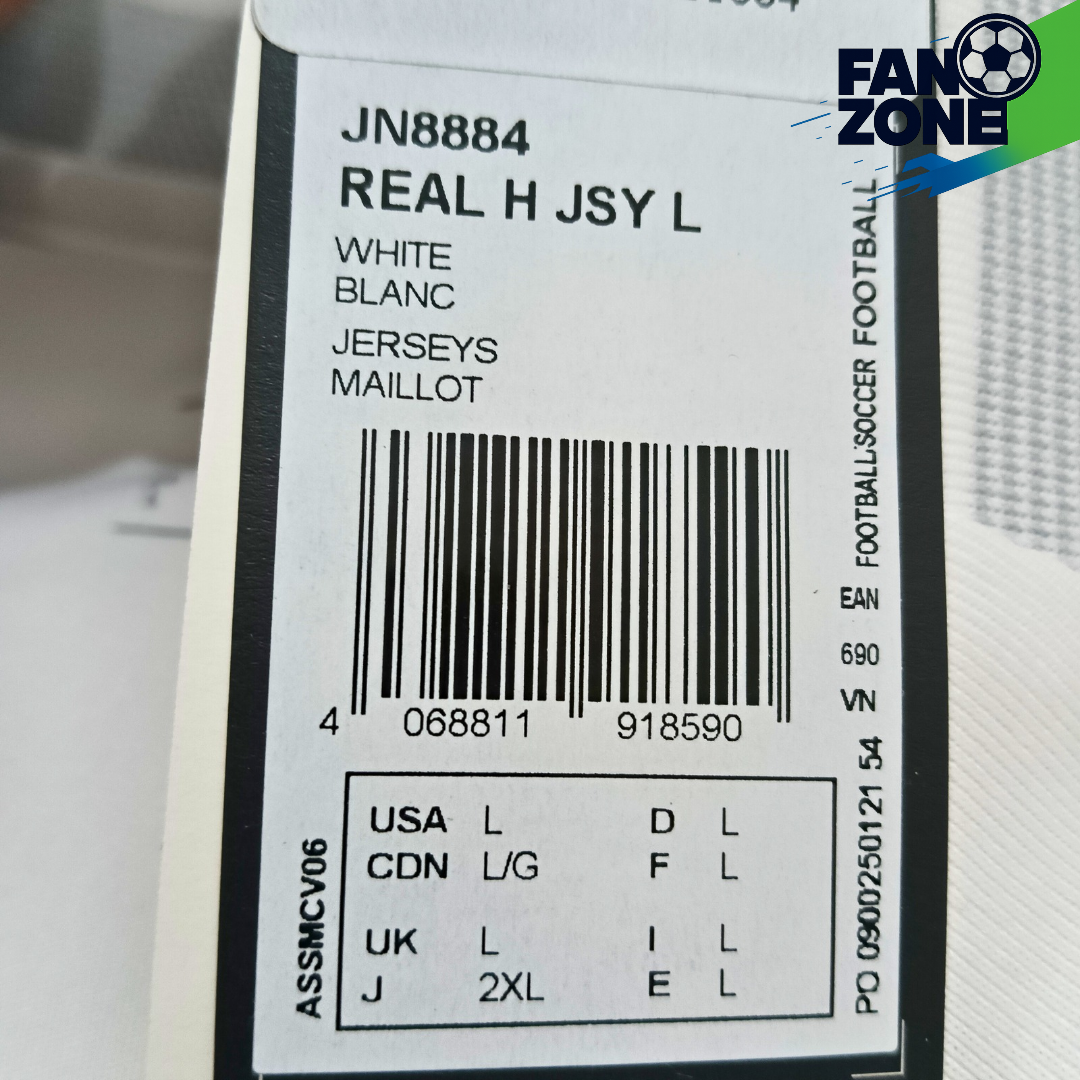 FAN
ZONE
JN8884
REAL H JSY L
WHITE
BLANC
JERSEYS
MAILLOT
4 068811 918590
USA L D L
CDN L/G F L
UK L I L
J 2XL E L
ASSMCV06
PO 0900250121 54 VN 690 EAN FOOTBALL/SOCCER FOOTBALL